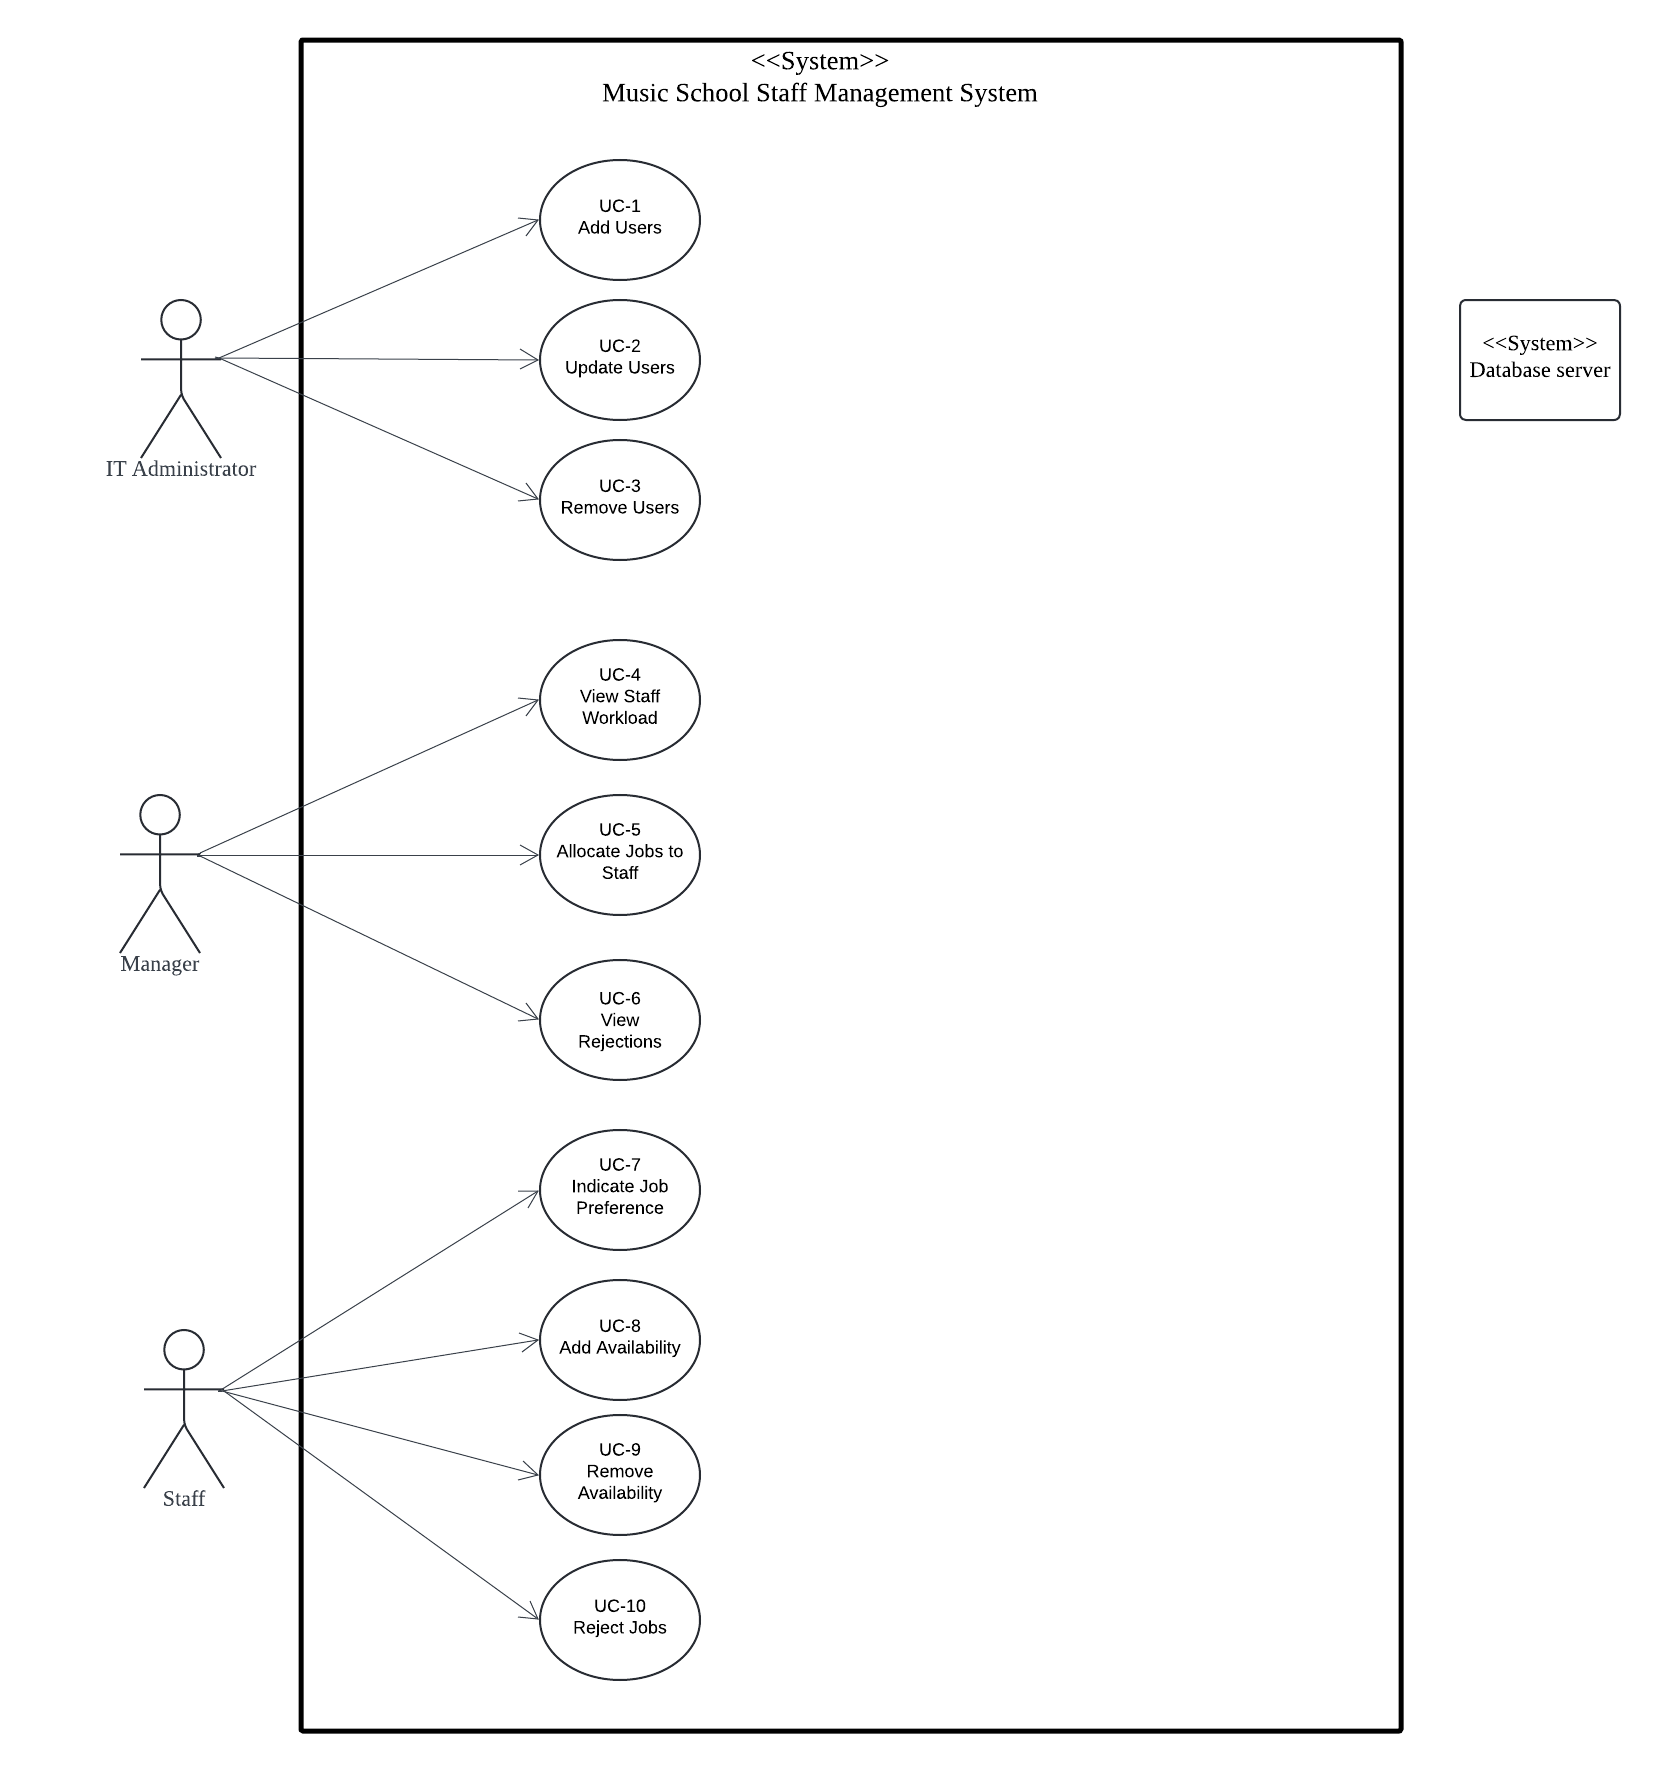 <<System>>
Music School Staff Management System
UC-1
Add Users
UC-2
Update Users
<<System>>
Database server
IT Administrator
UC-3
Remove Users
UC-4
View Staff
Workload
UC-5
Allocate Jobs to
Staff
Manager
UC-6
View
Rejections
UC-7
Indicate Job
Preference
UC-8
Add Availability
UC-9
Remove
Availability
Staff
UC-10
Reject Jobs